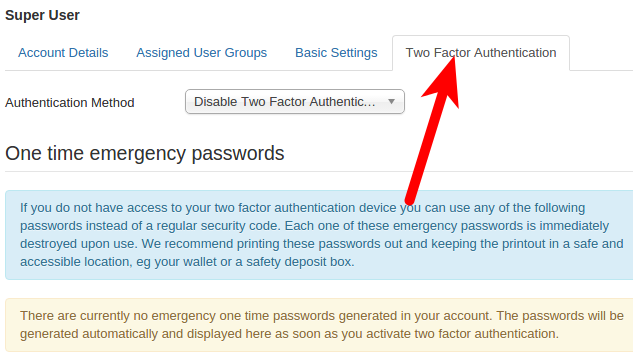 Super User
Account Details Assigned User Groups Basic Settings Two Factor Authentication
Authentication Method Disable Two Factor Authentic...
One time emergency passwords
If you do not have access to your two factor authentication device you can use any of the following
passwords instead of a regular security code. Each one of these emergency passwords is immediately
destroyed upon use. We recommend printing these passwords out and keeping the printout in a safe and
accessible location, eg your wallet or a safety deposit box.
There are currently no emergency one time passwords generated in your account. The passwords will be
generated automatically and displayed here as soon as you activate two factor authentication.